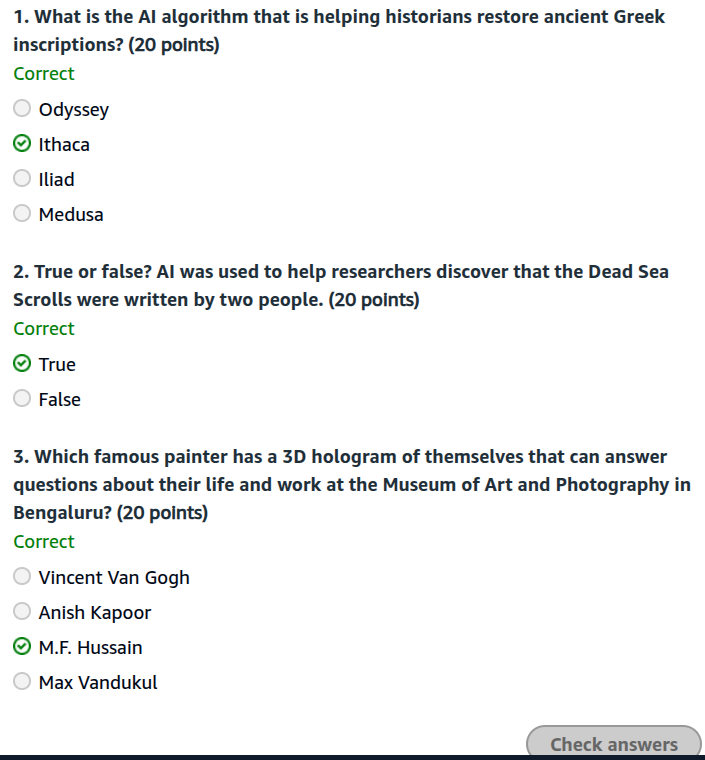 1. What is the AI algorithm that is helping historians restore ancient Greek
inscriptions? (20 points)
Correct
Odyssey
Ithaca
Iliad
Medusa
2. True or false? AI was used to help researchers discover that the Dead Sea
Scrolls were written by two people. (20 points)
Correct
True
False
3. Which famous painter has a 3D hologram of themselves that can answer
questions about their life and work at the Museum of Art and Photography in
Bengaluru? (20 points)
Correct
Vincent Van Gogh
Anish Kapoor
M.F. Hussain
Max Vandukul
Check answers